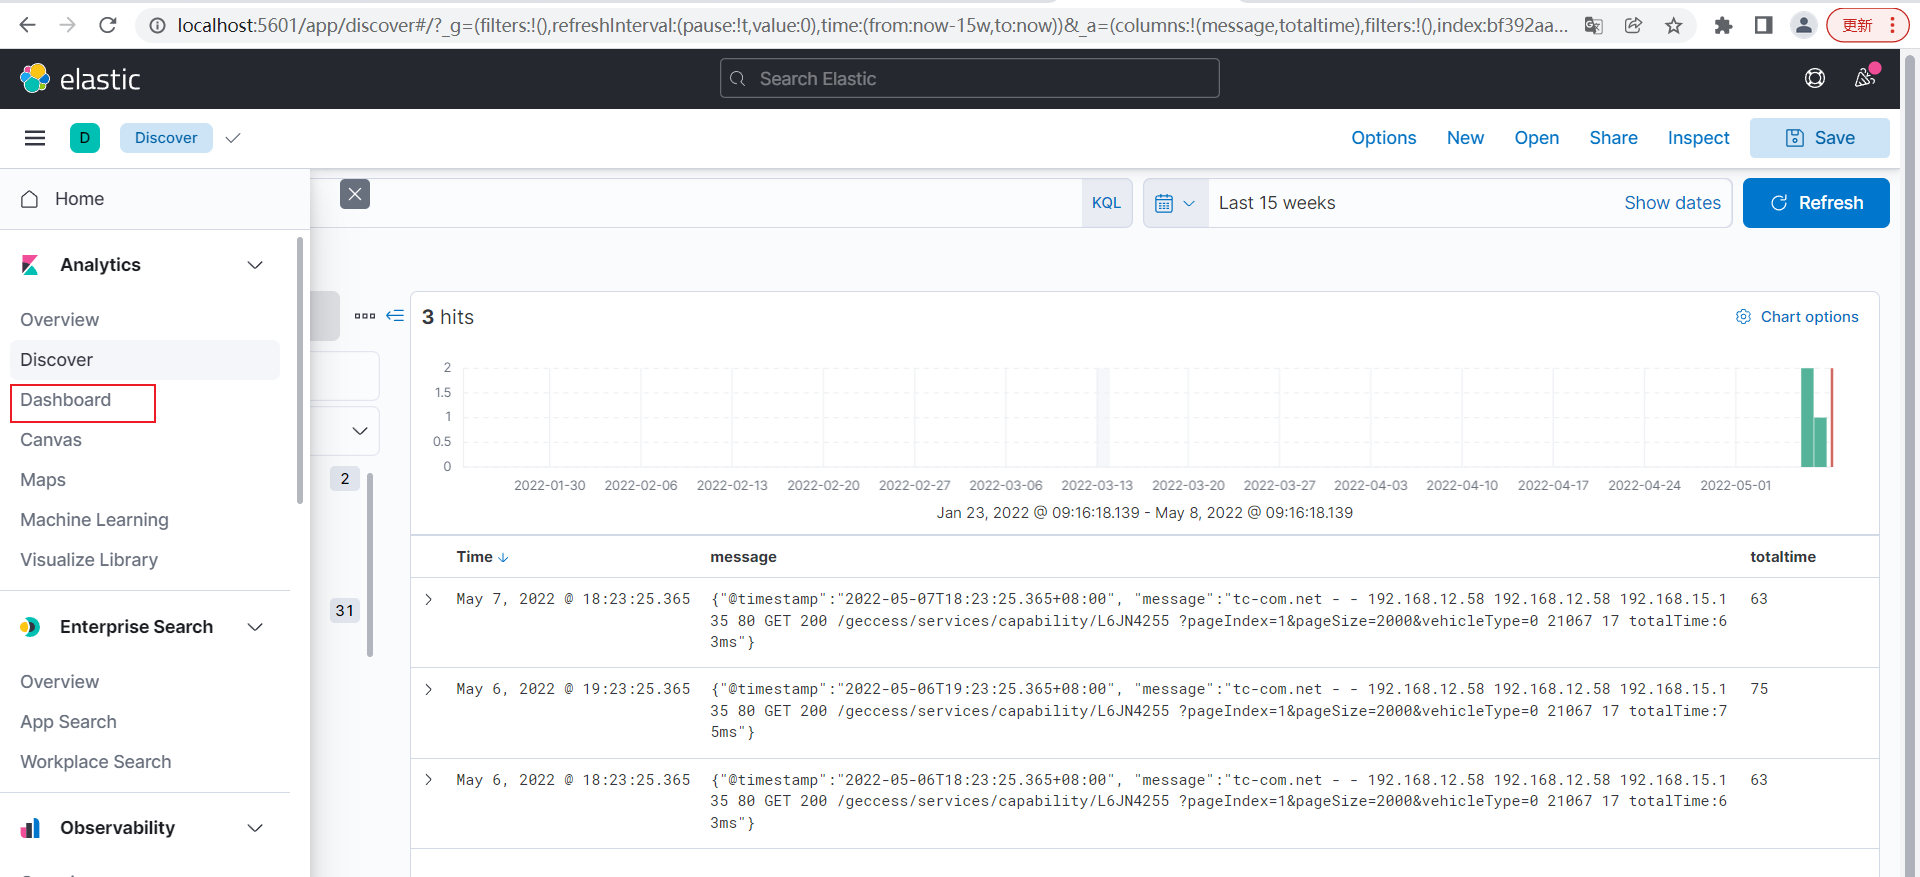 localhost:5601/app/discover#/?_g=(filters:!(),refreshInterval:(pause:!t,value:0),time:(from:now-15w,to:now))&_a=(columns:!(message,totaltime),filters:!(),index:bf392aa...
更新
elastic
Search Elastic
D
Discover
Options
New
Open
Share
Inspect
Save
Home
KQL
Last 15 weeks
Show dates
Refresh
Analytics
Overview
Discover
Dashboard
Canvas
Maps
Machine Learning
Visualize Library
Enterprise Search
Overview
App Search
Workplace Search
Observability
2
31
3 hits
Chart options
2
1.5
1
0.5
0
2022-01-30 2022-02-06 2022-02-13 2022-02-20 2022-02-27 2022-03-06 2022-03-13 2022-03-20 2022-03-27 2022-04-03 2022-04-10 2022-04-17 2022-04-24 2022-05-01
Jan 23, 2022 @ 09:16:18.139 - May 8, 2022 @ 09:16:18.139
Time message totaltime
May 7, 2022 @ 18:23:25.365 {"@timestamp":"2022-05-07T18:23:25.365+08:00", "message":"tc-com.net - - 192.168.12.58 192.168.12.58 192.168.15.1 63
35 80 GET 200 /geccess/services/capability/L6JN4255 ?pageIndex=1&pageSize=2000&vehicleType=0 21067 17 totalTime:6
3ms"}
May 6, 2022 @ 19:23:25.365 {"@timestamp":"2022-05-06T19:23:25.365+08:00", "message":"tc-com.net - - 192.168.12.58 192.168.12.58 192.168.15.1 75
35 80 GET 200 /geccess/services/capability/L6JN4255 ?pageIndex=1&pageSize=2000&vehicleType=0 21067 17 totalTime:7
5ms"}
May 6, 2022 @ 18:23:25.365 {"@timestamp":"2022-05-06T18:23:25.365+08:00", "message":"tc-com.net - - 192.168.12.58 192.168.12.58 192.168.15.1 63
35 80 GET 200 /geccess/services/capability/L6JN4255 ?pageIndex=1&pageSize=2000&vehicleType=0 21067 17 totalTime:6
3ms"}